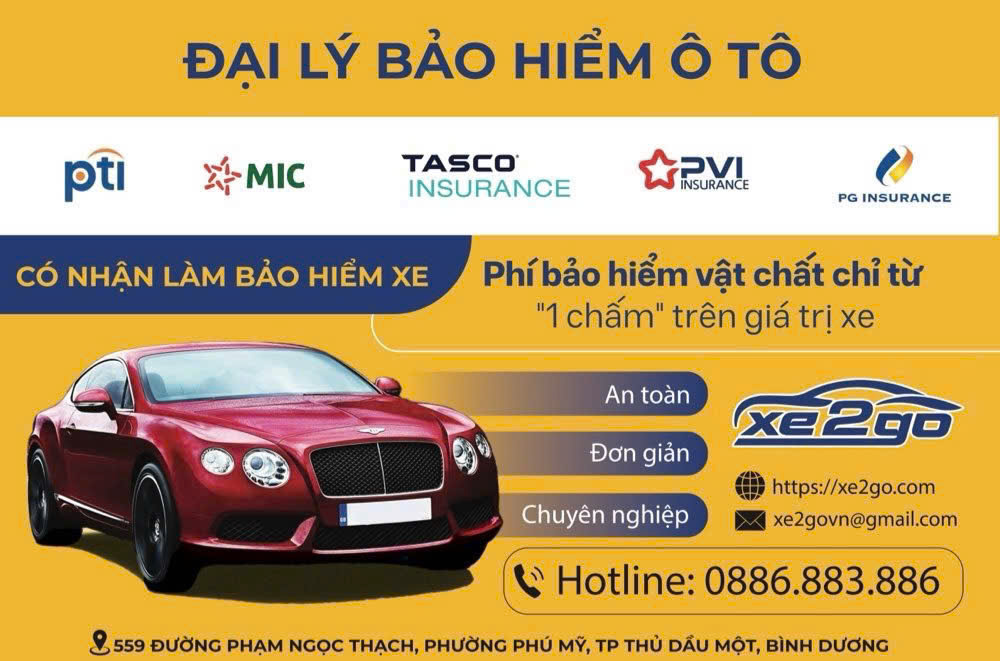 ĐẠI LÝ BẢO HIỂM Ô TÔ
pti
MIC
TASCO
INSURANCE
PVI
INSURANCE
PG INSURANCE
CÓ NHẬN LÀM BẢO HIỂM XE
Phí bảo hiểm vật chất chỉ từ
"1 chấm" trên giá trị xe
An toàn
Đơn giản
Chuyên nghiệp
xe2go
https://xe2go.com
xe2govn@gmail.com
Hotline: 0886.883.886
559 ĐƯỜNG PHẠM NGỌC THẠCH, PHƯỜNG PHÚ MỸ, TP THỦ DẦU MỘT, BÌNH DƯƠNG